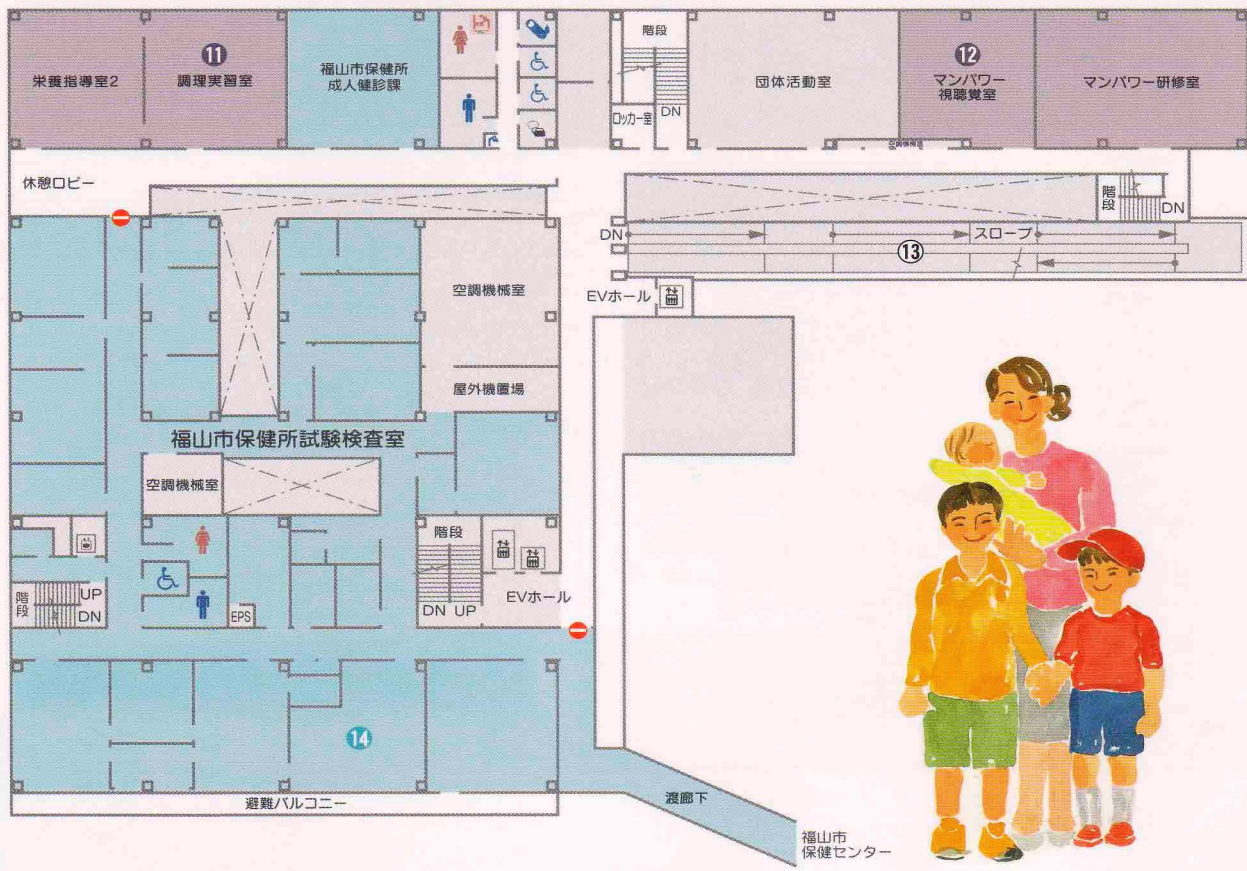 栄養指導室2
⑪
調理実習室
福山市保健所
成人健診課
階段
ロッカー室
DN
団体活動室
⑫
マンパワー
視聴覚室
マンパワー研修室
空調機械室
休憩ロビー
階段
DN
DN
スロープ
⑬
EVホール
空調機械室
屋外機置場
福山市保健所試験検査室
空調機械室
階段
DN UP
EVホール
階段
UP
DN
EPS
⑭
避難バルコニー
渡廊下
福山市
保健センター